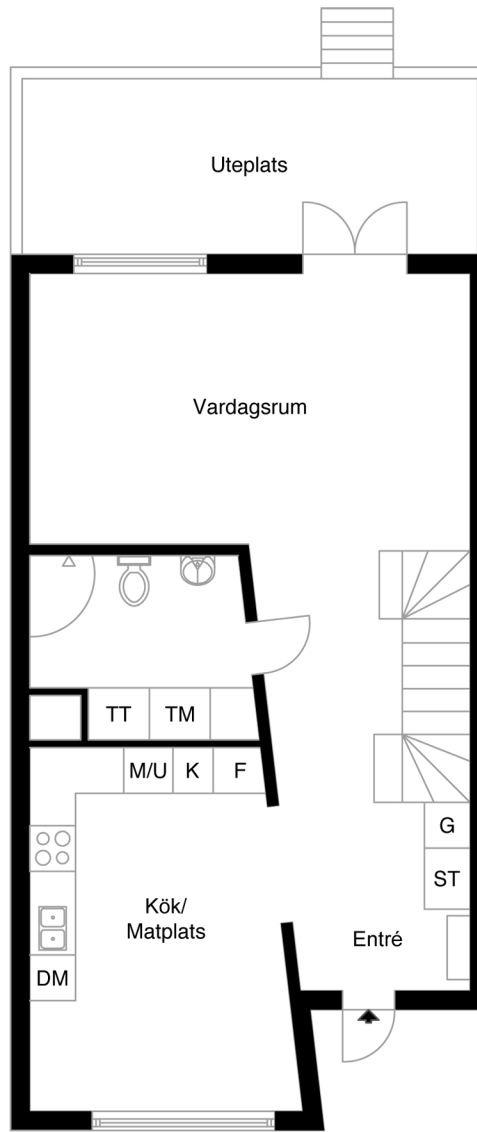 Uteplats
Vardagsrum
TT
TM
M/U
K
F
G
ST
Kök/
Matplats
Entré
DM